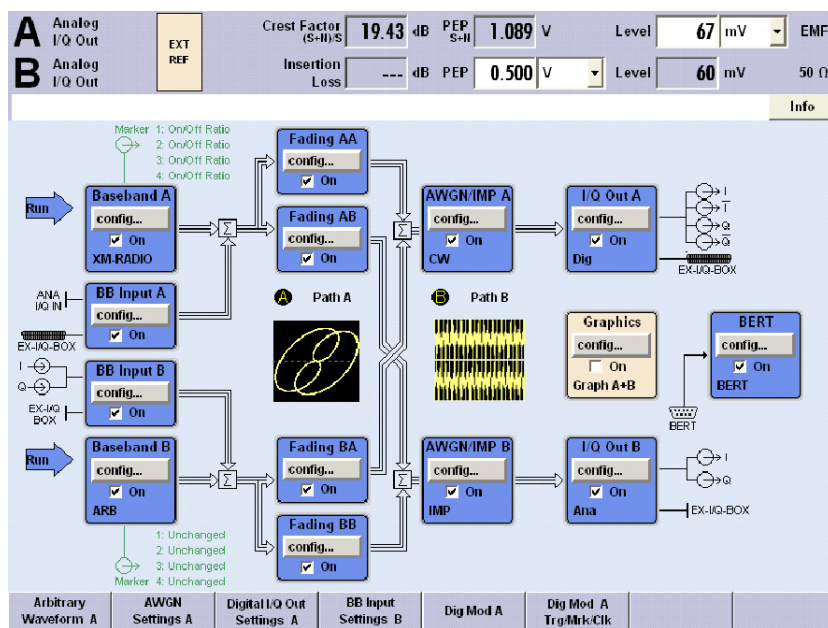 A Analog I/Q Out
EXT REF
Crest Factor (S+N)/S 19.43 dB PEP S+N 1.089 V Level 67 mV EMF
B Analog I/Q Out
Insertion Loss --- dB PEP 0.500 V Level 60 mV 50 Ω
Info
Marker 1: On/Off Ratio
2: On/Off Ratio
3: On/Off Ratio
4: On/Off Ratio
Fading AA
config...
On
Run
Baseband A
config...
On
XM-RADIO
Σ
Fading AB
config...
On
Σ
AWGN/IMP A
config...
On
CW
I/Q Out A
config...
On
Dig
I
I
Q
Q
EX-I/Q-BOX
ANA I/Q IN
EX-I/Q-BOX
BB Input A
config...
On
A Path A
B Path B
Graphics
config...
On
Graph A+B
BERT
config...
On
BERT
BERT
I
Q
EX-I/Q BOX
BB Input B
config...
On
Run
Baseband B
config...
On
ARB
Σ
Fading BA
config...
On
Fading BB
config...
On
Σ
AWGN/IMP B
config...
On
IMP
I/Q Out B
config...
On
Ana
I
Q
EX-I/Q-BOX
1: Unchanged
2: Unchanged
3: Unchanged
Marker 4: Unchanged
Arbitrary Waveform A
AWGN Settings A
Digital I/Q Out Settings A
BB Input Settings B
Dig Mod A
Dig Mod A Trg/Mrk/Clk